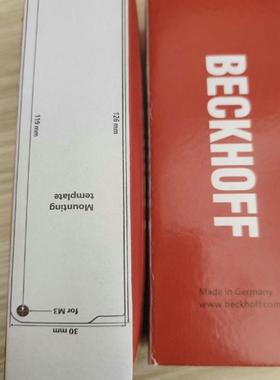 119 mm
126 mm
Mounting
template
for M3
30 mm
BECKHOFF
Made in Germany
www.beckhoff.com